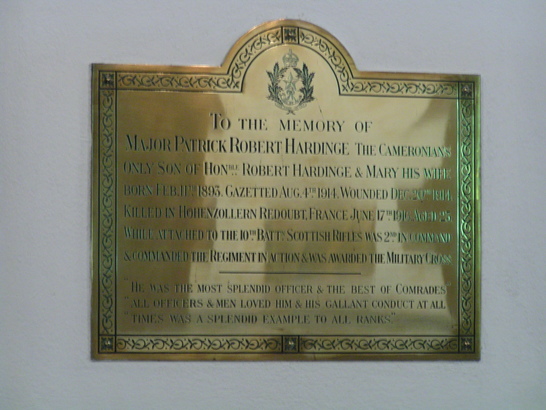 TO THE MEMORY OF
MAJOR PATRICK ROBERT HARDINGE THE CAMERONIANS
ONLY SON OF HONBLE ROBERT HARDINGE & MARY HIS WIFE
BORN FEB. 11TH 1893. GAZETTED AUG. 4TH 1914. WOUNDED DEC. 20TH 1914
KILLED IN HOHENZOLLERN REDOUBT, FRANCE JUNE 17TH AGED 23.
WHILE ATTACHED TO THE 10TH BATTN SCOTTISH RIFLES WAS 2ND IN COMMAND
& COMMANDED THE REGIMENT IN ACTION & WAS AWARDED THE MILITARY CROSS
"HE WAS THE MOST SPLENDID OFFICER & THE BEST OF COMRADES"
"ALL OFFICERS & MEN LOVED HIM & HIS GALLANT CONDUCT AT ALL
"TIMES WAS A SPLENDID EXAMPLE TO ALL RANKS."